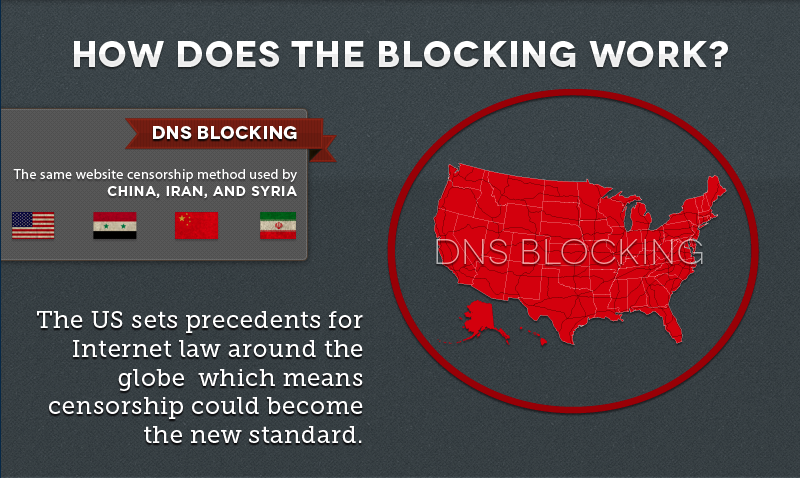 HOW DOES THE BLOCKING WORK?
DNS BLOCKING
The same website censorship method used by
CHINA, IRAN, AND SYRIA
DNS BLOCKING
The US sets precedents for
Internet law around the
globe which means
censorship could become
the new standard.